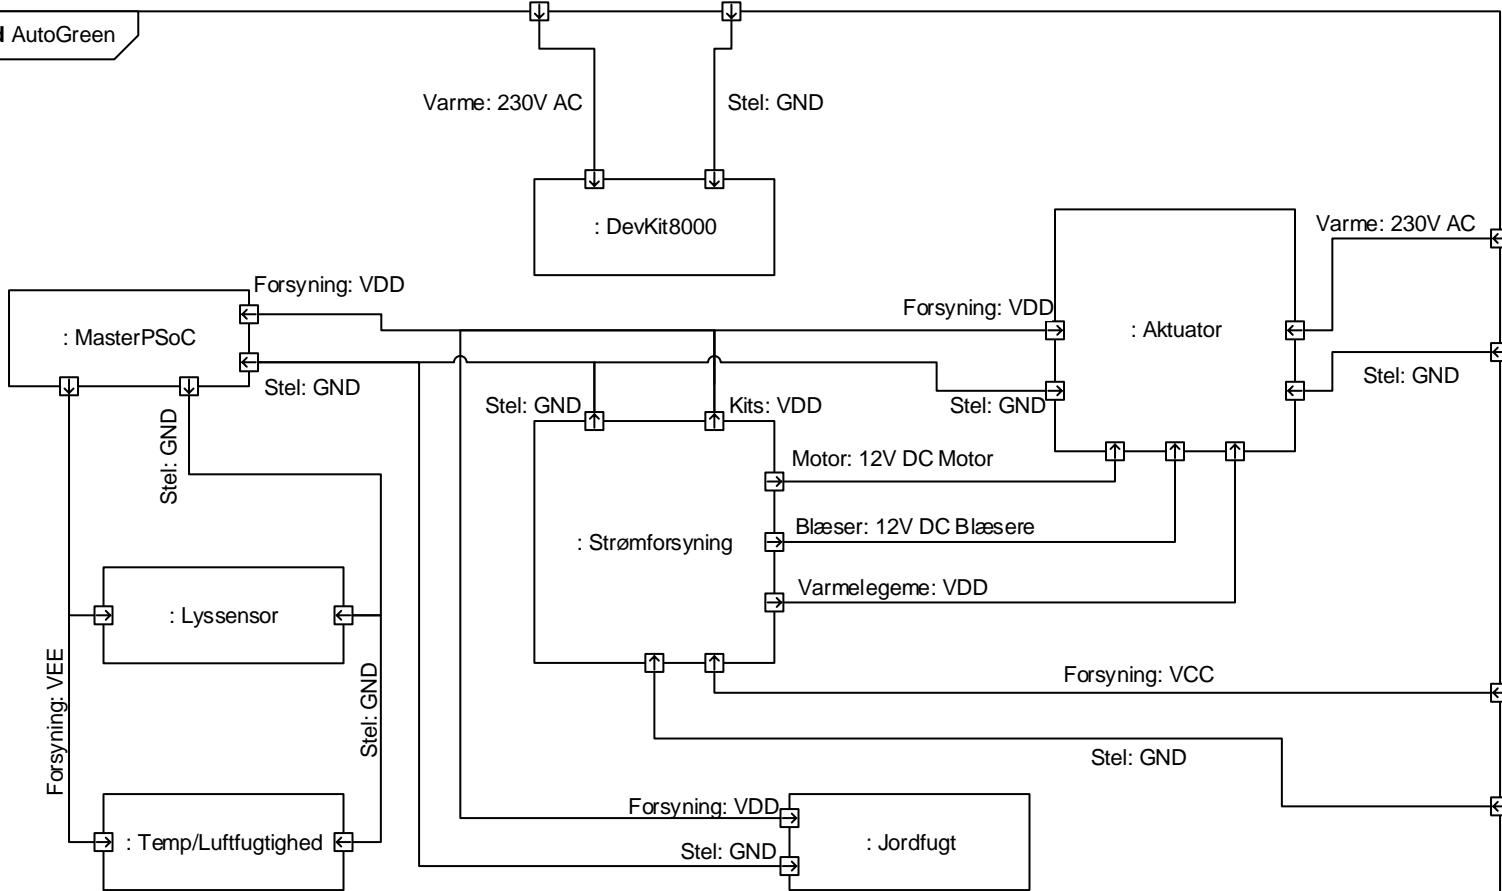 AutoGreen
Varme: 230V AC
Stel: GND
: DevKit8000
Varme: 230V AC
Forsyning: VDD
Forsyning: VDD
: MasterPSoC
: Aktuator
Stel: GND
Stel: GND
Stel: GND
Kits: VDD
Stel: GND
Stel: GND
Motor: 12V DC Motor
Blæser: 12V DC Blæsere
: Strømforsyning
Varmelegeme: VDD
: Lyssensor
Forsyning: VEE
Stel: GND
Forsyning: VCC
Stel: GND
Forsyning: VDD
: Temp/Luftfugtighed
: Jordfugt
Stel: GND